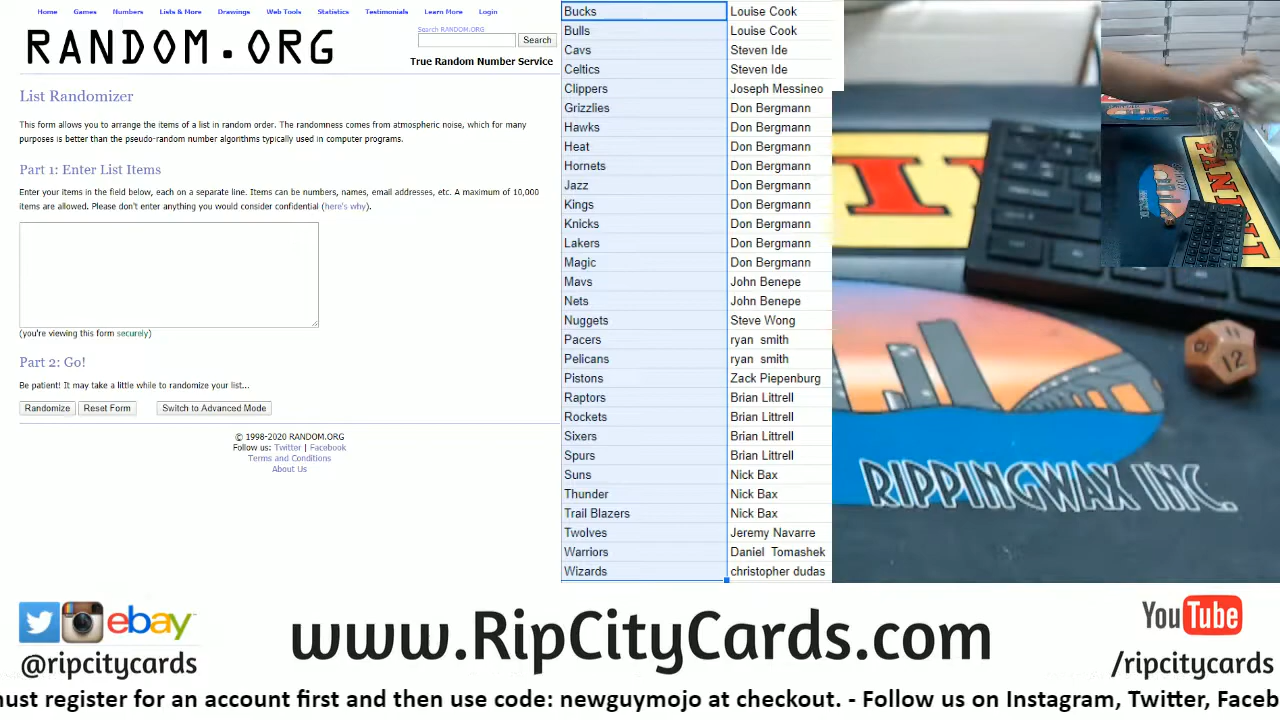 Home Games Numbers Lists & More Drawings Web Tools Statistics Testimonials Learn More Login
RANDOM.ORG
Search RANDOM.ORG
Search
True Random Number Service
List Randomizer
This form allows you to arrange the items of a list in random order. The randomness comes from atmospheric noise, which for many
purposes is better than the pseudo-random number algorithms typically used in computer programs.
Part 1: Enter List Items
Enter your items in the field below, each on a separate line. Items can be numbers, names, email addresses, etc. A maximum of 10,000
items are allowed. Please don't enter anything you would consider confidential (here's why).
(you're viewing this form securely)
Part 2: Go!
Be patient! It may take a little while to randomize your list...
Randomize Reset Form Switch to Advanced Mode
© 1998-2020 RANDOM.ORG
Follow us: Twitter | Facebook
Terms and Conditions
About Us
Bucks Louise Cook
Bulls Louise Cook
Cavs Steven Ide
Celtics Steven Ide
Clippers Joseph Messineo
Grizzlies Don Bergmann
Hawks Don Bergmann
Heat Don Bergmann
Hornets Don Bergmann
Jazz Don Bergmann
Kings Don Bergmann
Knicks Don Bergmann
Lakers Don Bergmann
Magic Don Bergmann
Mavs John Benepe
Nets John Benepe
Nuggets Steve Wong
Pacers ryan smith
Pelicans ryan smith
Pistons Zack Piepenburg
Raptors Brian Littrell
Rockets Brian Littrell
Sixers Brian Littrell
Spurs Brian Littrell
Suns Nick Bax
Thunder Nick Bax
Trail Blazers Nick Bax
Twolves Jeremy Navarre
Warriors Daniel Tomashek
Wizards christopher dudas
PANINI
12
RIPPINGWAX INC.
ebay
@ripcitycards
www.RipCityCards.com
YouTube
/ripcitycards
must register for an account first and then use code: newguymojo at checkout. - Follow us on Instagram, Twitter, Faceb